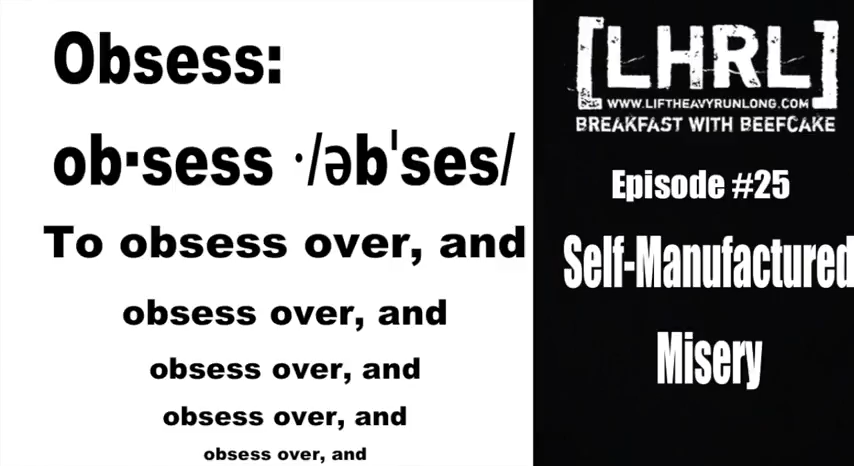 Obsess:
ob·sess ·/əbˈses/
To obsess over, and
obsess over, and
obsess over, and
obsess over, and
obsess over, and
[LHRL]
WWW.LIFTHEAVYRUNLONG.COM
BREAKFAST WITH BEEFCAKE
Episode #25
Self-Manufactured
Misery